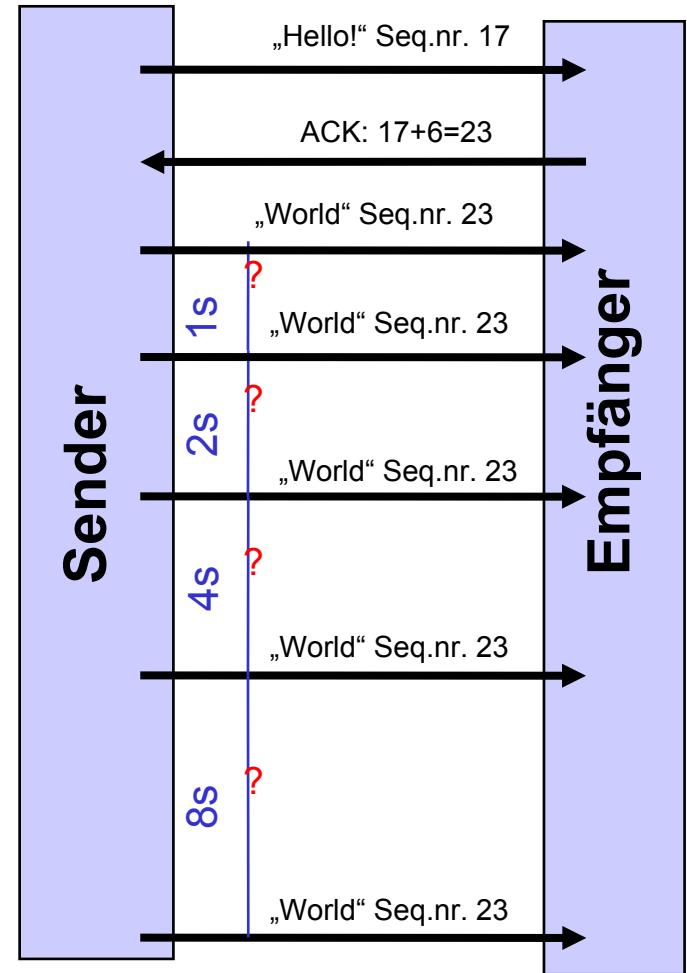 „Hello!“ Seq.nr. 17
ACK: 17+6=23
„World“ Seq.nr. 23
?
1s
„World“ Seq.nr. 23
?
2s
„World“ Seq.nr. 23
Sender
Empfänger
?
4s
„World“ Seq.nr. 23
?
8s
„World“ Seq.nr. 23